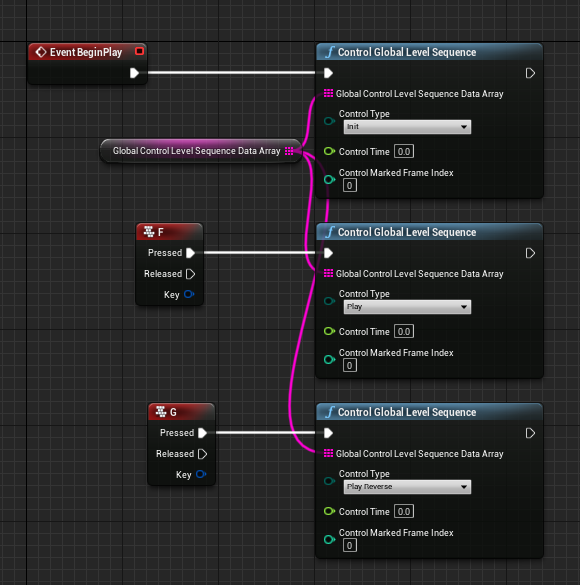 Event BeginPlay
Control Global Level Sequence
Global Control Level Sequence Data Array
Control Type
Init
Global Control Level Sequence Data Array
Control Time 0.0
Control Marked Frame Index
0
F
Control Global Level Sequence
Pressed
Released
Global Control Level Sequence Data Array
Key
Control Type
Play
Control Time 0.0
Control Marked Frame Index
0
G
Control Global Level Sequence
Pressed
Released
Global Control Level Sequence Data Array
Key
Control Type
Play Reverse
Control Time 0.0
Control Marked Frame Index
0